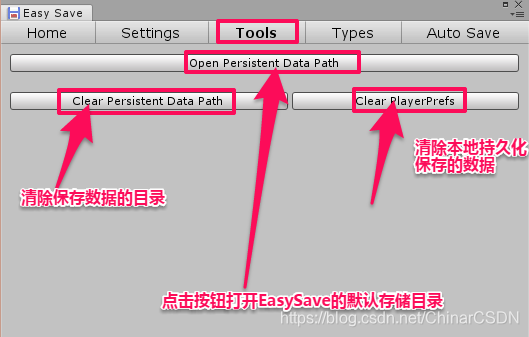 Easy Save
Home Settings Tools Types Auto Save
Open Persistent Data Path
Clear Persistent Data Path Clear PlayerPrefs
清除本地持久化
保存的数据
清除保存数据的目录
点击按钮打开EasySave的默认存储目录
https://blog.csdn.net/ChinarCSDN